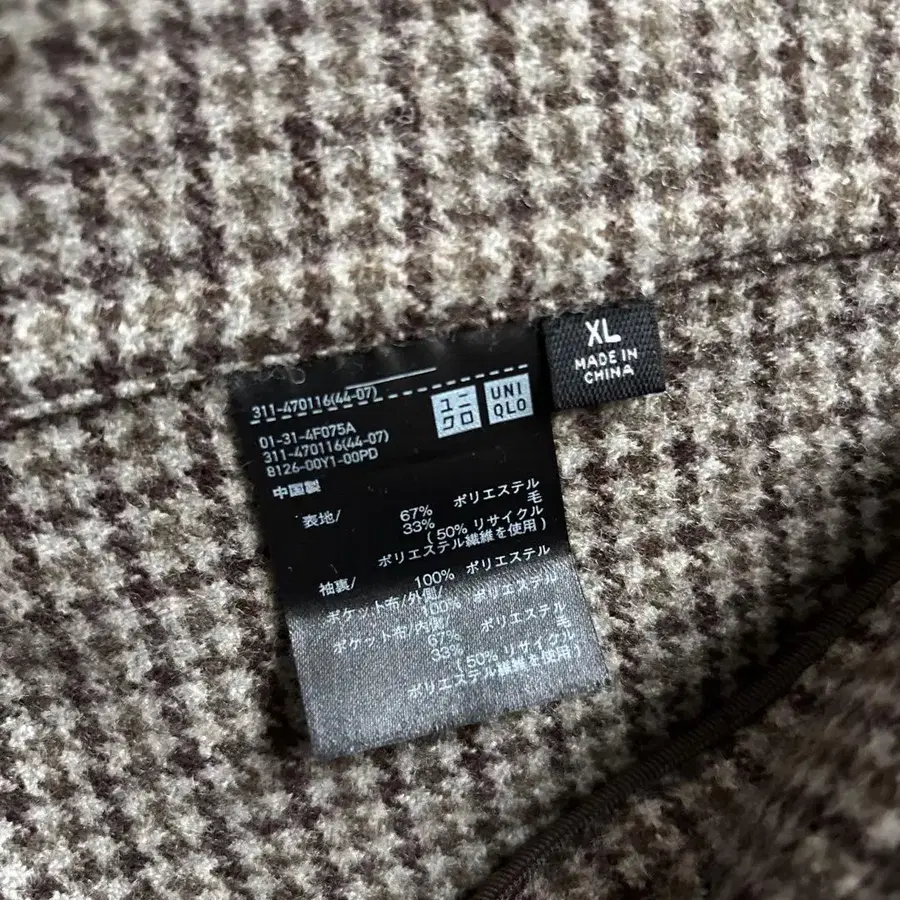 XL
MADE IN
CHINA
311-470116(44-07)
ユニ
クロ
UNI
QLO
01-31-4F075A
311-470116(44-07)
8126-00Y1-00PD
中国製
表地/ 67% ポリエステル
33% 毛
(50% リサイクル
ポリエステル繊維を使用)
袖裏/ 100% ポリエステル
ポケット布/外側/
100% ポリエステル
ポケット布/内裏/
67% ポリエステル
33% 毛
(50% リサイクル
ポリエステル繊維を使用)